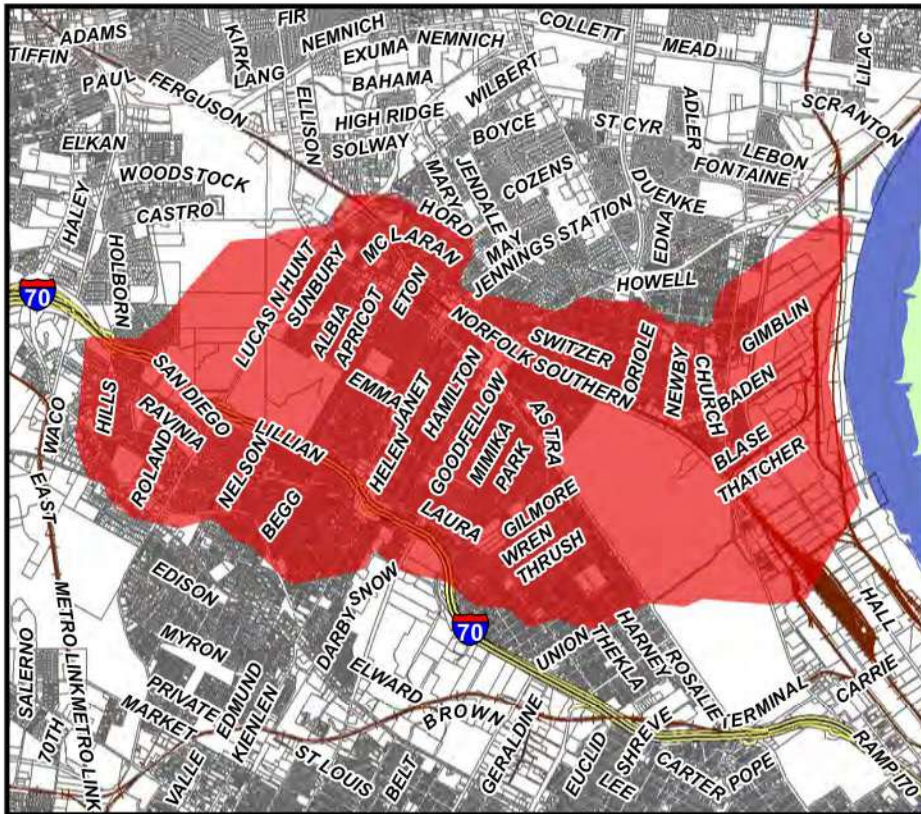 FIR
ADAMS
NEMNICH
COLLETT
TIFFIN
KIRK
EXUMA
NEMNICH
MEAD
LILAC
LANG
PAUL
BAHAMA
WILBERT
FERGUSON
ELLISON
HIGH RIDGE
SCRANTON
BOYCE
ST CYR
ADLER
ELKAN
SOLWAY
LEBON
WOODSTOCK
MARY
JENDALE
COZENS
FONTAINE
DUENKE
HALEY
CASTRO
HORD
EDNA
HOLBORN
MC LARAN
MAY
JENNINGS STATION
HOWELL
LUCAS N HUNT
SUNBURY
ETON
70
ALBIA
APRICOT
NORFOLK SOUTHERN
SWITZER
ORIOLE
GIMBLIN
NEWBY
CHURCH
BADEN
HILLS
SAN DIEGO
EMMA
JANET
HAMILTON
RAVINIA
GOODFELLOW
ASTRA
WACO
ROLAND
LILLIAN
HELEN
MIMIKA
BLASE
NELSON
PARK
THATCHER
EAST
BEGG
LAURA
GILMORE
WREN
THRUSH
EDISON
SNOW
DARBY
70
HARNEY
HALL
METROLINK
MYRON
UNION
THEKLA
ROSALIE
SALERNO
ELWARD
TERMINAL
CARRIE
PRIVATE
EDMUND
BROWN
METROLINK
MARKET
KIENLEN
GERALDINE
SHREVE
70TH
ST LOUIS
EUCLID
CARTER
POPE
RAMP I70
VALLE
BELT
LEE